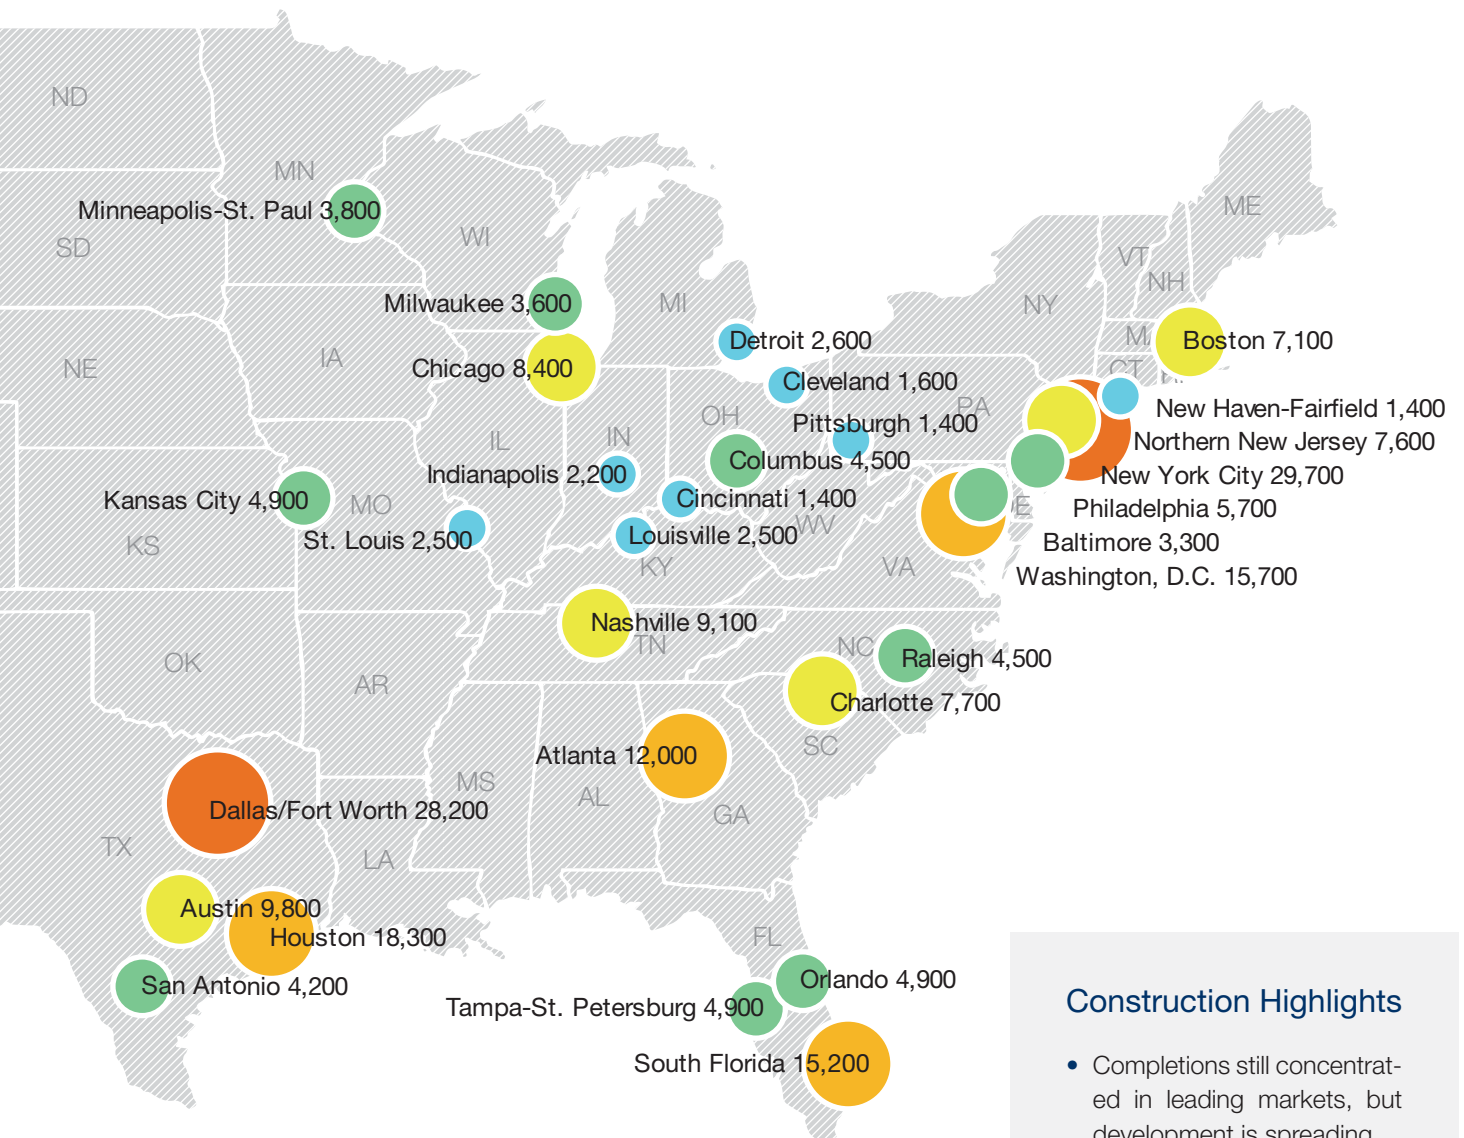 ND
MN
Minneapolis-St. Paul 3,800
ME
WI
SD
VT
NH
Milwaukee 3,600
MI
NY
Detroit 2,600
MA
Boston 7,100
IA
NE
Chicago 8,400
CT
Cleveland 1,600
PA
New Haven-Fairfield 1,400
OH
Pittsburgh 1,400
IL
IN
Northern New Jersey 7,600
Columbus 4,500
Indianapolis 2,200
New York City 29,700
Kansas City 4,900
MO
Cincinnati 1,400
DE
Philadelphia 5,700
WV
St. Louis 2,500
Louisville 2,500
Baltimore 3,300
KS
KY
VA
Washington, D.C. 15,700
Nashville 9,100
TN
NC
Raleigh 4,500
OK
AR
Charlotte 7,700
SC
Atlanta 12,000
MS
AL
Dallas/Fort Worth 28,200
GA
TX
LA
Austin 9,800
Houston 18,300
FL
San Antonio 4,200
Orlando 4,900
Tampa-St. Petersburg 4,900
South Florida 15,200
Construction Highlights
• Completions still concentrat-
ed in leading markets, but
development is spreading